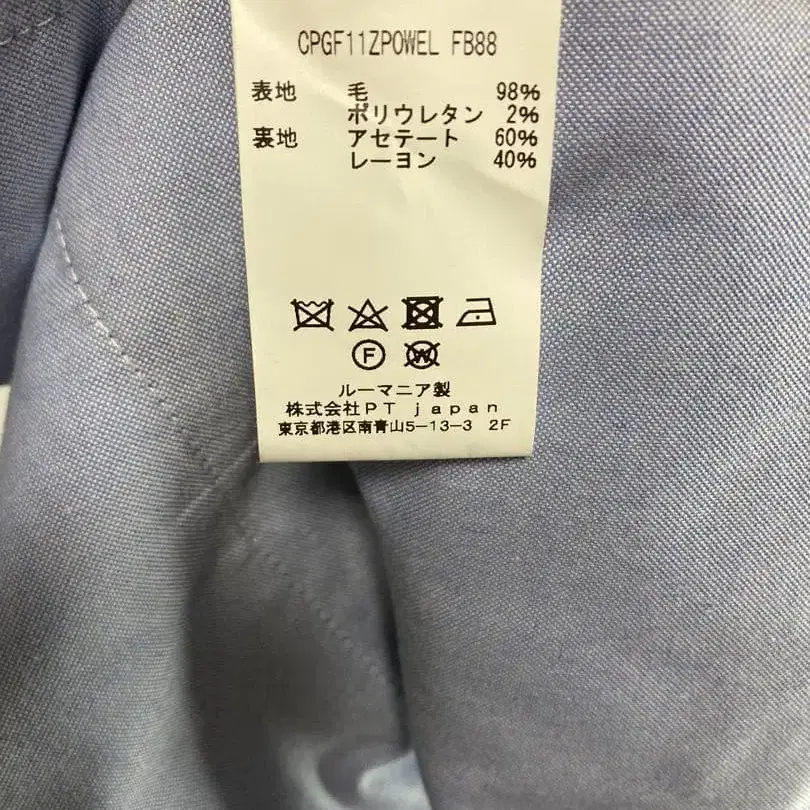 CPGF11ZPOWEL FB88
表地 毛 98%
ポリウレタン 2%
裏地 アセテート 60%
レーヨン 40%
F W
ルーマニア製
株式会社PT japan
東京都港区南青山5-13-3 2F